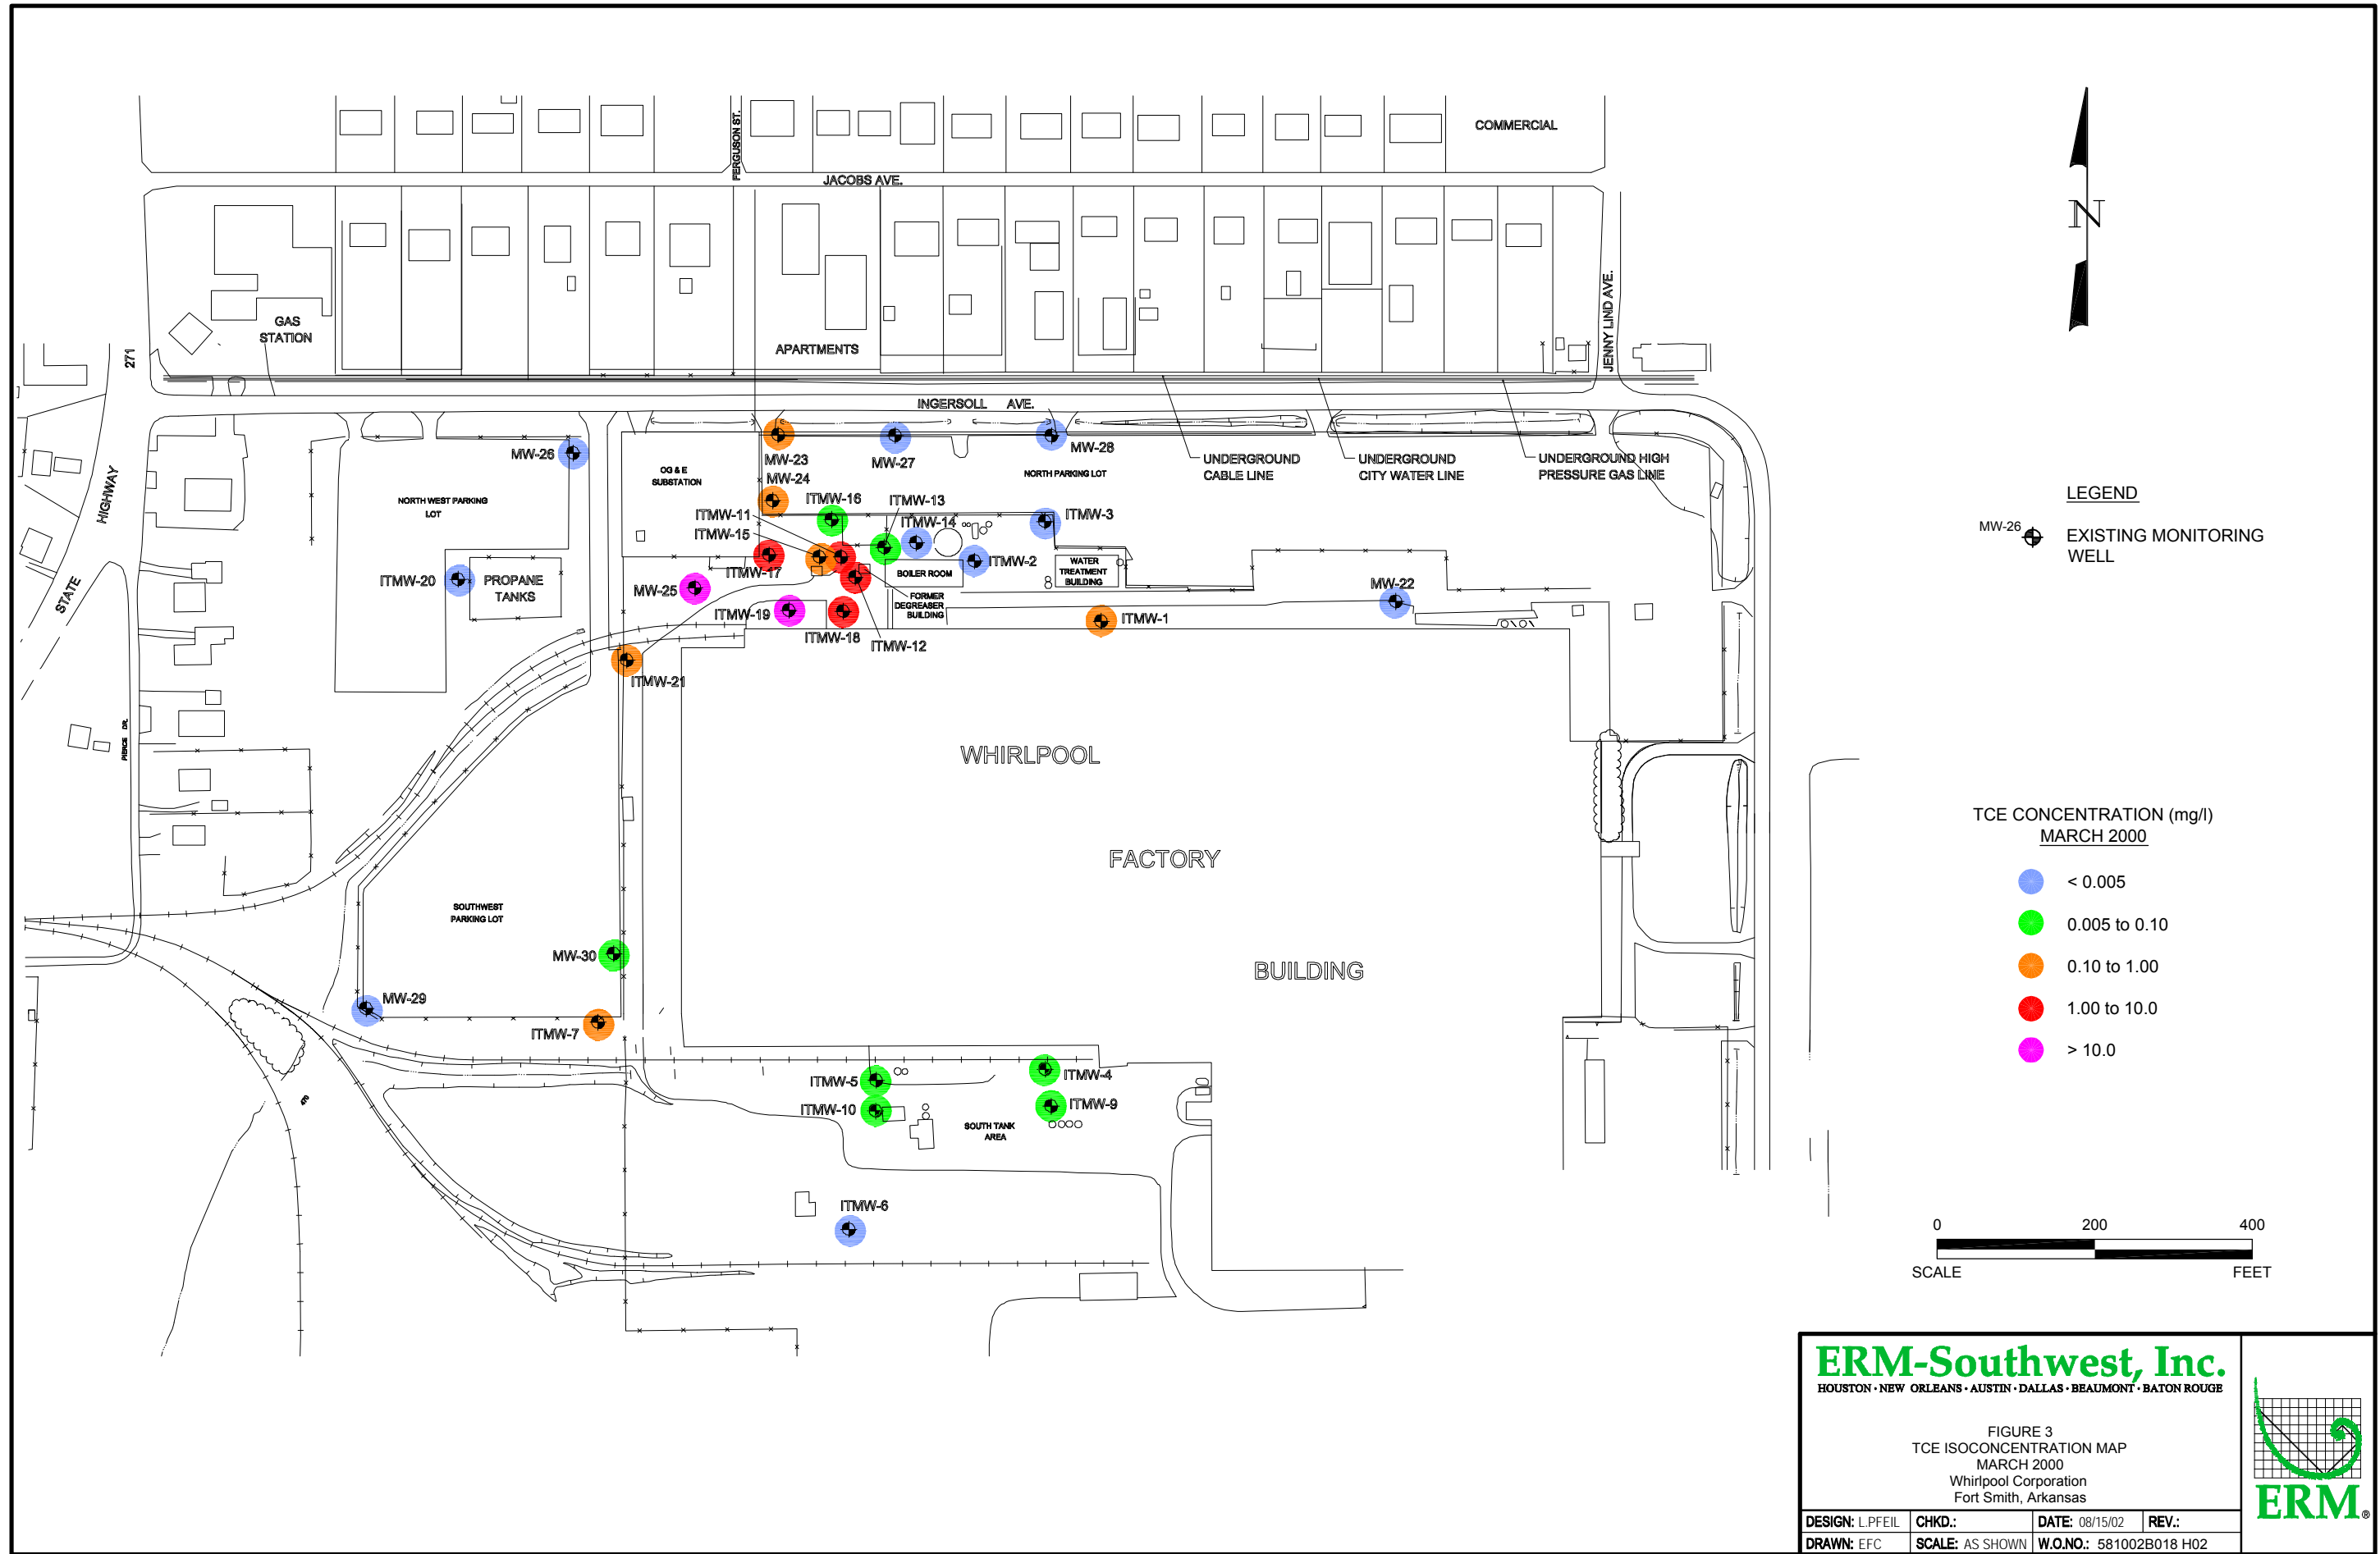 COMMERCIAL
FERGUSON ST.
JACOBS AVE.
N
GAS
STATION
APARTMENTS
JENNY LIND AVE.
271
HIGHWAY
STATE
INGERSOLL AVE.
MW-26
MW-23
MW-27
MW-28
OG & E
SUBSTATION
MW-24
NORTH PARKING LOT
UNDERGROUND
CABLE LINE
UNDERGROUND
CITY WATER LINE
UNDERGROUND HIGH
PRESSURE GAS LINE
NORTH WEST PARKING
LOT
ITMW-16
ITMW-13
ITMW-11
ITMW-14
ITMW-3
ITMW-15
ITMW-17
ITMW-2
BOILER ROOM
WATER
TREATMENT
BUILDING
ITMW-20
PROPANE
TANKS
MW-25
FORMER
DEGREASER
BUILDING
MW-22
ITMW-19
ITMW-18
ITMW-12
ITMW-1
ITMW-21
PIERCE DR.
WHIRLPOOL
FACTORY
BUILDING
SOUTHWEST
PARKING LOT
MW-30
MW-29
ITMW-7
470
ITMW-5
ITMW-4
ITMW-10
ITMW-9
SOUTH TANK
AREA
ITMW-6
LEGEND
MW-26
EXISTING MONITORING
WELL
TCE CONCENTRATION (mg/l)
MARCH 2000
< 0.005
0.005 to 0.10
0.10 to 1.00
1.00 to 10.0
> 10.0
0 200 400
SCALE FEET
ERM-Southwest, Inc.
HOUSTON · NEW ORLEANS · AUSTIN · DALLAS · BEAUMONT · BATON ROUGE
FIGURE 3
TCE ISOCONCENTRATION MAP
MARCH 2000
Whirlpool Corporation
Fort Smith, Arkansas
ERM®
DESIGN: L.PFEIL CHKD.: DATE: 08/15/02 REV.:
DRAWN: EFC SCALE: AS SHOWN W.O.NO.: 581002B018 H02